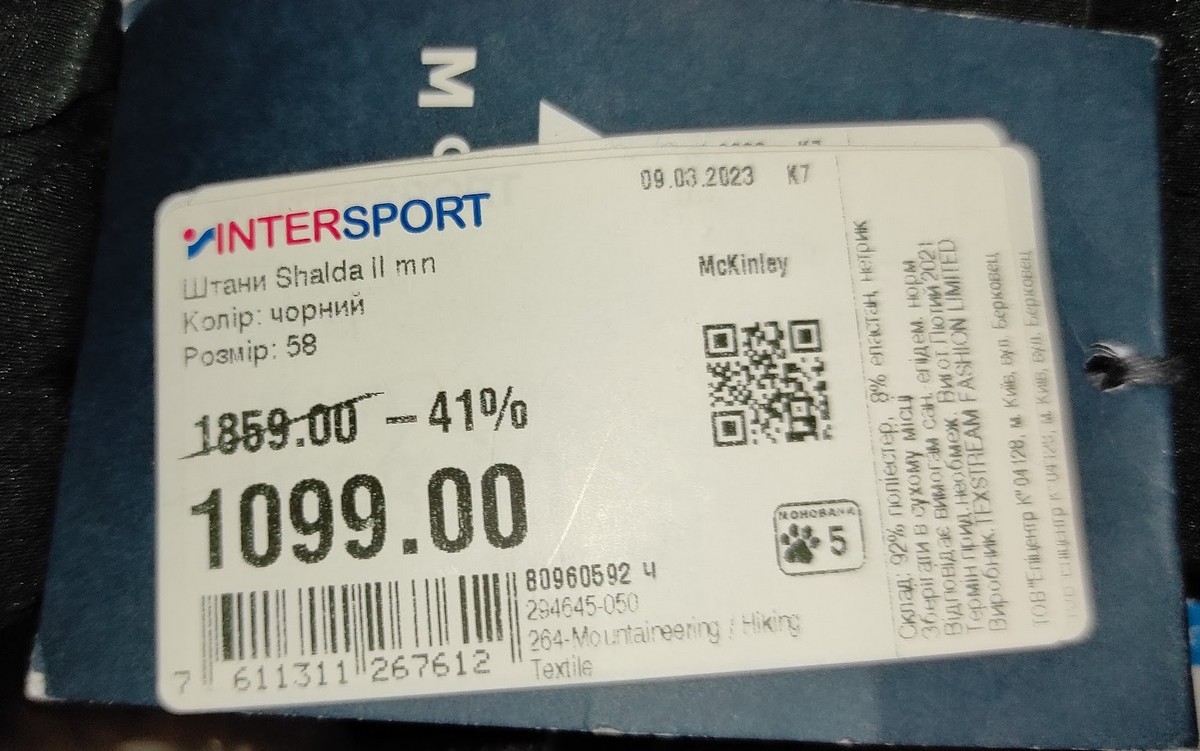 M
09.03.2023 K7
INTERSPORT
Штани Shalda II mn
McKinley
Колір: чорний
Розмір: 58
1859.00 – 41%
1099.00
МОНОБАНК
5
80960592 Ч
294645-050
264-Mountaineering / Hiking
Textile
7 611311 267612
Склад: 92% поліестер, 8% еластан, нетрик
Зберігати в сухому місці
Відповідає вимогам сан. епідем. норм
Термін прид. необмеж. Вигот Лютий 2021
Виробник. TEXSTREAM FASHION LIMITED
ТОВ "Епіцентр К" 04128, м. Київ, вул. Берковец